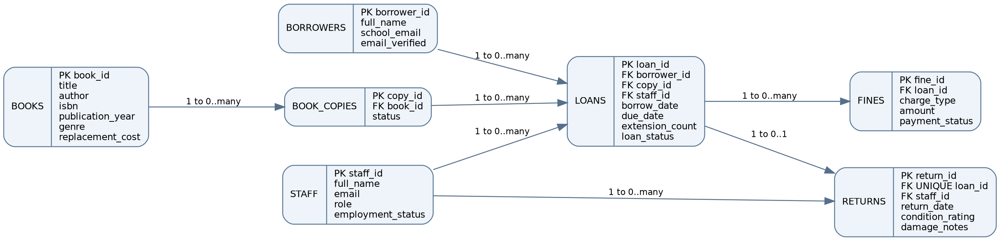 BORROWERS
PK borrower_id
full_name
school_email
email_verified
BOOKS
PK book_id
title
author
isbn
publication_year
genre
replacement_cost
1 to 0..many
BOOK_COPIES
PK copy_id
FK book_id
status
1 to 0..many
1 to 0..many
1 to 0..many
STAFF
PK staff_id
full_name
email
role
employment_status
LOANS
PK loan_id
FK borrower_id
FK copy_id
FK staff_id
borrow_date
due_date
extension_count
loan_status
1 to 0..many
1 to 0..1
1 to 0..many
FINES
PK fine_id
FK loan_id
charge_type
amount
payment_status
RETURNS
PK return_id
FK UNIQUE loan_id
FK staff_id
return_date
condition_rating
damage_notes